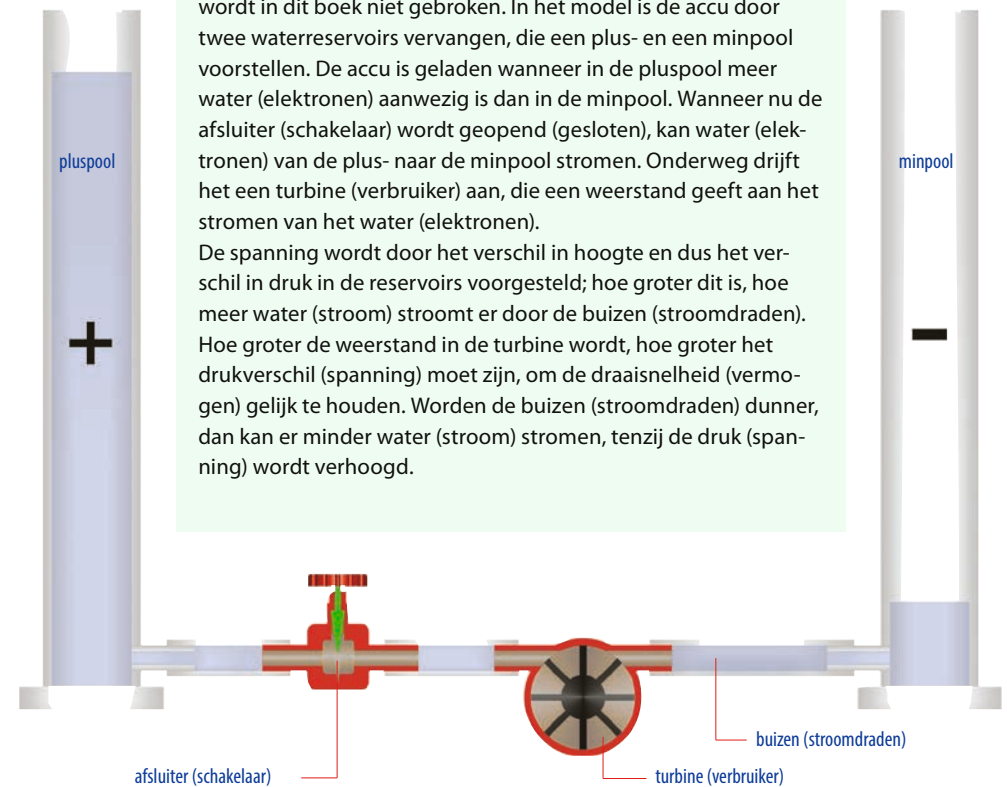 wordt in dit boek niet gebroken. In het model is de accu door
twee waterreservoirs vervangen, die een plus- en een minpool
voorstellen. De accu is geladen wanneer in de pluspool meer
water (elektronen) aanwezig is dan in de minpool. Wanneer nu de
afsluiter (schakelaar) wordt geopend (gesloten), kan water (elek-
tronen) van de plus- naar de minpool stromen. Onderweg drijft
het een turbine (verbruiker) aan, die een weerstand geeft aan het
stromen van het water (elektronen).
De spanning wordt door het verschil in hoogte en dus het ver-
schil in druk in de reservoirs voorgesteld; hoe groter dit is, hoe
meer water (stroom) stroomt er door de buizen (stroomdraden).
Hoe groter de weerstand in de turbine wordt, hoe groter het
drukverschil (spanning) moet zijn, om de draaisnelheid (vermo-
gen) gelijk te houden. Worden de buizen (stroomdraden) dunner,
dan kan er minder water (stroom) stromen, tenzij de druk (span-
ning) wordt verhoogd.
pluspool
minpool
+
-
buizen (stroomdraden)
afsluiter (schakelaar)
turbine (verbruiker)